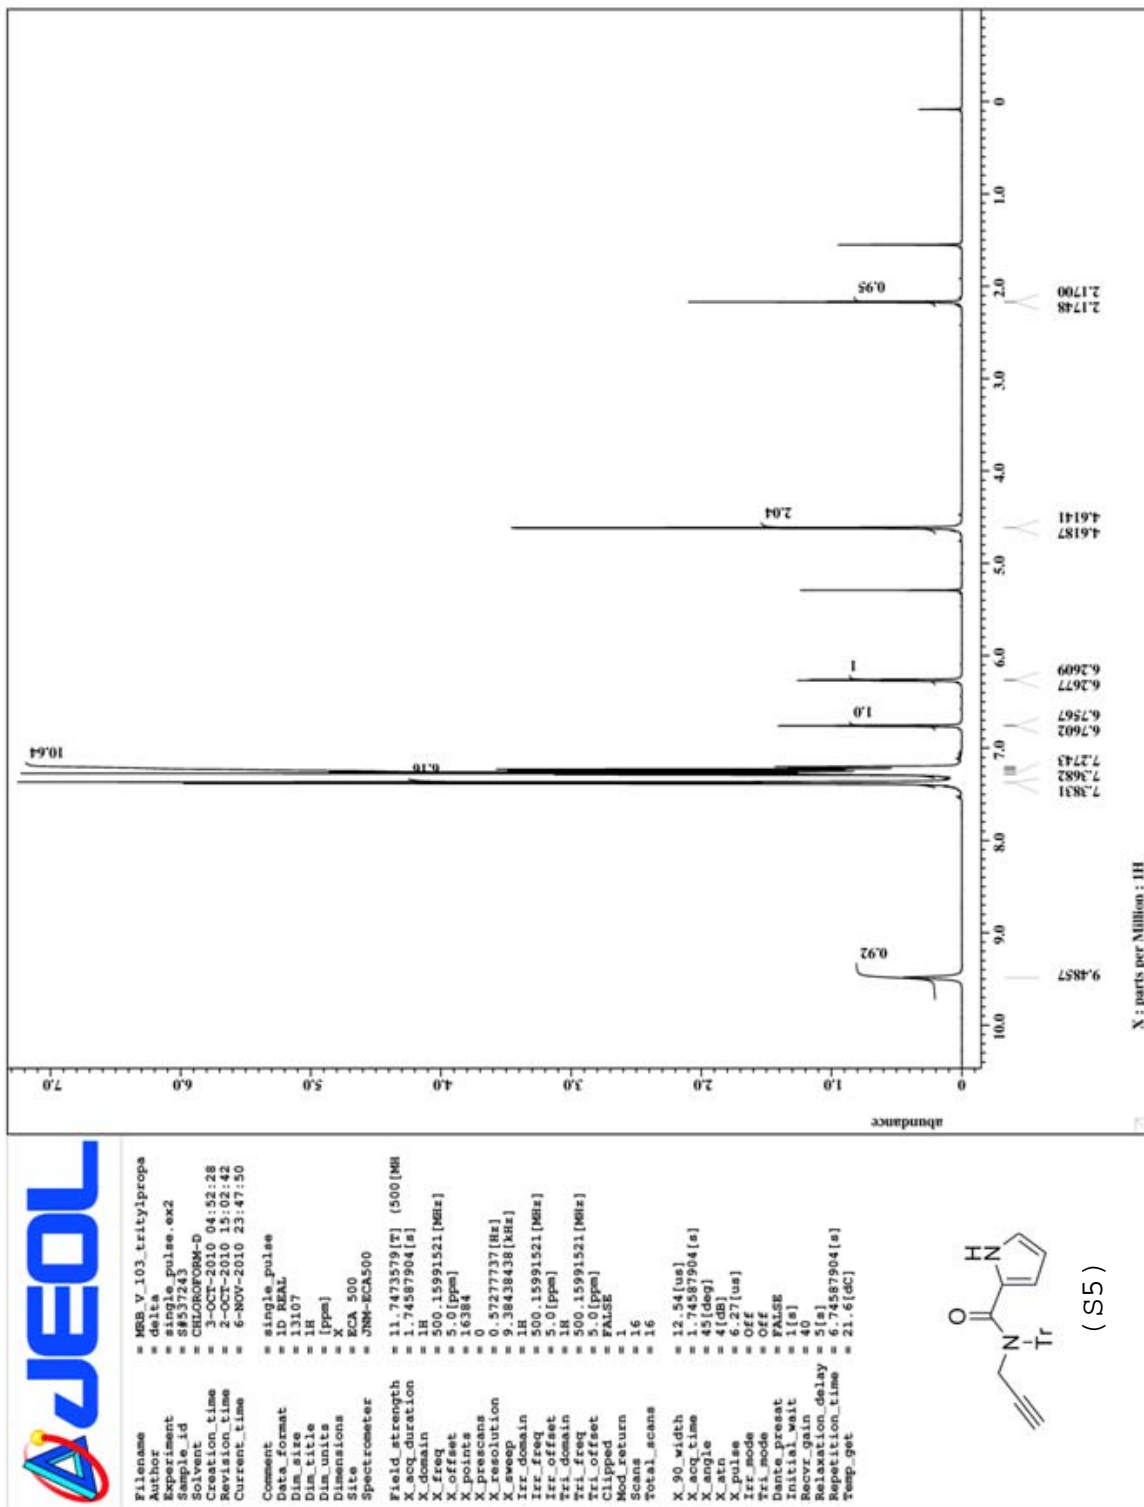 JEOL
Filename = MRB_V_103_tritylpropa
Author = delta
Experiment = single_pulse.ex2
Sample_id = S#537243
Solvent = CHLOROFORM-D
Creation_time = 3-OCT-2010 04:52:28
Revision_time = 2-OCT-2010 15:02:42
Current_time = 6-NOV-2010 23:47:50
Comment = single_pulse
Data_format = 1D REAL
Dim_size = 13107
Dim_title = 1H
Dim_units = [ppm]
Dimensions = X
Site = ECA 500
Spectrometer = JNM-ECA500
Field_strength = 11.7473579[T] (500[MH
X_acq_duration = 1.74587904[s]
X_domain = 1H
X_freq = 500.15991521[MHz]
X_offset = 5.0[ppm]
X_points = 16384
X_prescans = 0
X_resolution = 0.57277737[Hz]
X_sweep = 9.38438438[kHz]
Irr_domain = 1H
Irr_freq = 500.15991521[MHz]
Irr_offset = 5.0[ppm]
Tri_domain = 1H
Tri_freq = 500.15991521[MHz]
Tri_offset = 5.0[ppm]
Clipped = FALSE
Mod_return = 1
Scans = 16
Total_scans = 16
X_90_width = 12.54[us]
X_acq_time = 1.74587904[s]
X_angle = 45[deg]
X_atn = 4[dB]
X_pulse = 6.27[us]
Irr_mode = Off
Tri_mode = Off
Dante_presat = FALSE
Initial_wait = 1[s]
Recvr_gain = 40
Relaxation_delay = 5[s]
Repetition_time = 6.74587904[s]
Temp_get = 21.6[dC]
O
H
N
N
Tr
(S5)
abundance
7.0
6.0
5.0
4.0
3.0
2.0
1.0
0
0.92
6.16
10.64
1.0
1
2.04
0.95
10.0 9.0 8.0 7.0 6.0 5.0 4.0 3.0 2.0 1.0 0
9.4857
7.3831
7.3682
7.2743
6.7602
6.7567
6.2677
6.2609
4.6187
4.6141
2.1748
2.1700
X : parts per Million : 1H